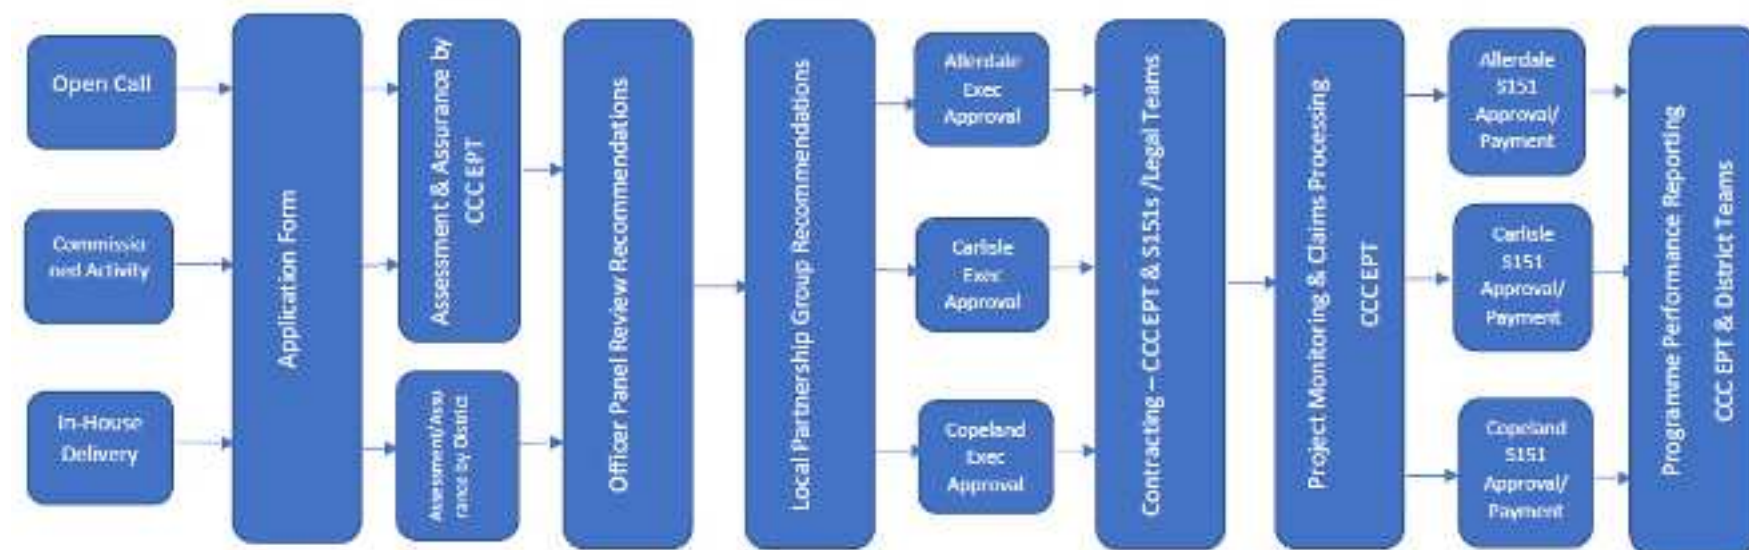 Open Call
Commissio
ned Activity
In-House
Delivery
Application Form
Assessment & Assurance by
CCC EPT
Assessment/Assu
rance by District
Officer Panel Review Recommendations
Local Partnership Group Recommendations
Allerdale
Exec
Approval
Carlisle
Exec
Approval
Copeland
Exec
Approval
Contracting – CCC EPT & S151s /Legal Teams
Project Monitoring & Claims Processing
CCC EPT
Allerdale
S151
Approval/
Payment
Carlisle
S151
Approval/
Payment
Copeland
S151
Approval/
Payment
Programme Performance Reporting
CCC EPT & District Teams